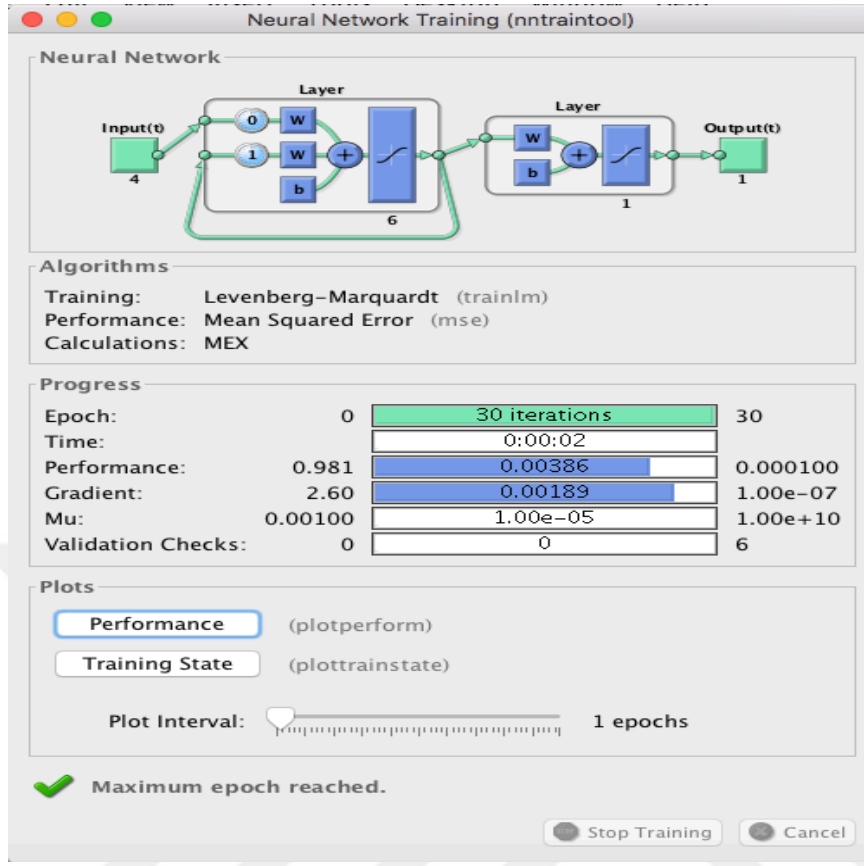 Neural Network Training (nntraintool)
Neural Network
Layer
Layer
Input(t)
Output(t)
0 W
1 W +
b
W +
b
4
6
1
1
Algorithms
Training: Levenberg-Marquardt (trainlm)
Performance: Mean Squared Error (mse)
Calculations: MEX
Progress
Epoch: 0 30 iterations 30
Time: 0:00:02
Performance: 0.981 0.00386 0.000100
Gradient: 2.60 0.00189 1.00e-07
Mu: 0.00100 1.00e-05 1.00e+10
Validation Checks: 0 0 6
Plots
Performance (plotperform)
Training State (plottrainstate)
Plot Interval: 1 epochs
Maximum epoch reached.
Stop Training Cancel